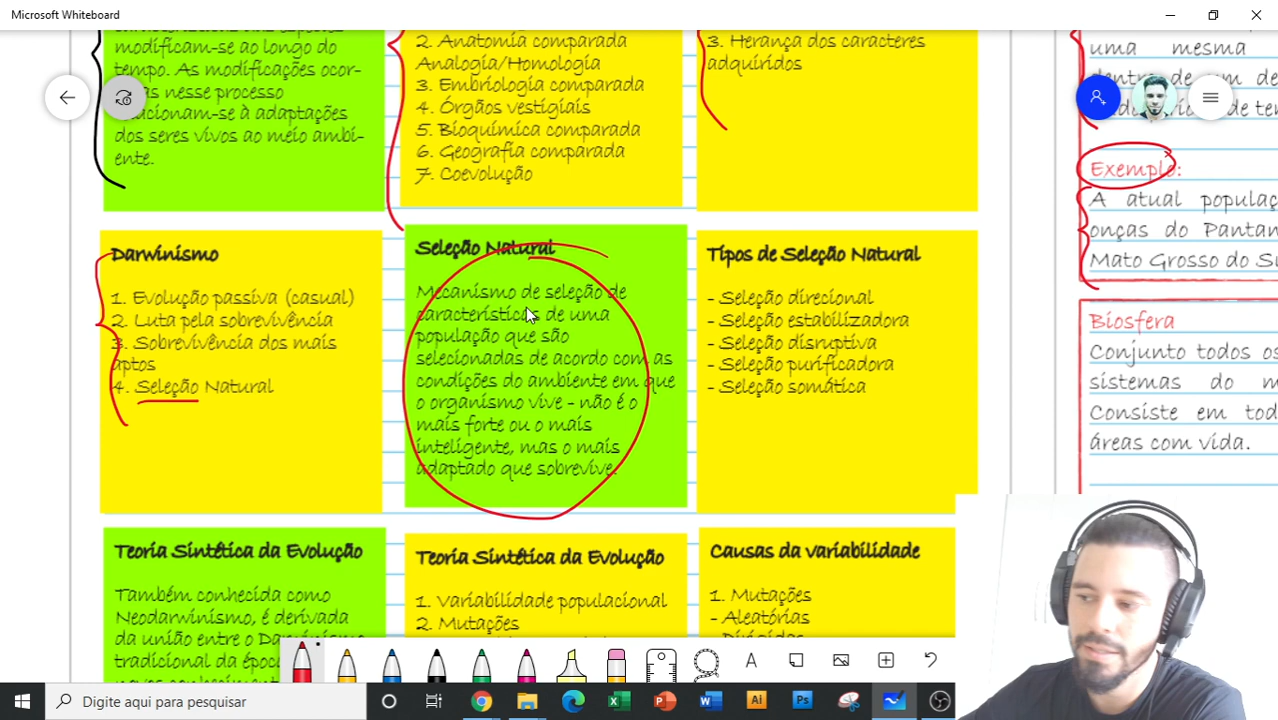 Microsoft Whiteboard
modificam-se ao longo do
tempo. As modificações ocor-
as nesse processo
lacionam-se à adaptações
dos seres vivos ao meio ambi-
ente.
2. Anatomia comparada
Analogia/Homologia
3. Embriologia comparada
4. Órgãos vestigiais
5. Bioquímica comparada
6. Geografia comparada
7. Coevolução
3. Herança dos caracteres
adquiridos
uma mesma
Exemplo:
A atual populaç
onças do Pantan
Mato Grosso do Su
Darwinismo
1. Evolução passiva (casual)
2. Luta pela sobrevivência
3. Sobrevivência dos mais
aptos
4. Seleção Natural
Seleção Natural
Mecanismo de seleção de
características de uma
população que são
selecionadas de acordo com as
condições do ambiente em que
o organismo vive - não é o
mais forte ou o mais
inteligente, mas o mais
adaptado que sobrevive.
Tipos de Seleção Natural
- Seleção direcional
- Seleção estabilizadora
- Seleção disruptiva
- Seleção purificadora
- Seleção somática
Biosfera
Conjunto todos os
sistemas do m
Consiste em tod
áreas com vida.
Teoria Sintética da Evolução
Também conhecida como
Neodarwinismo, é derivada
da união entre o Darwinismo
tradicional da época
Teoria Sintética da Evolução
1. Variabilidade populacional
2. Mutações
Causas da variabilidade
1. Mutações
- Aleatórias
- Dirigidas
Digite aqui para pesquisar